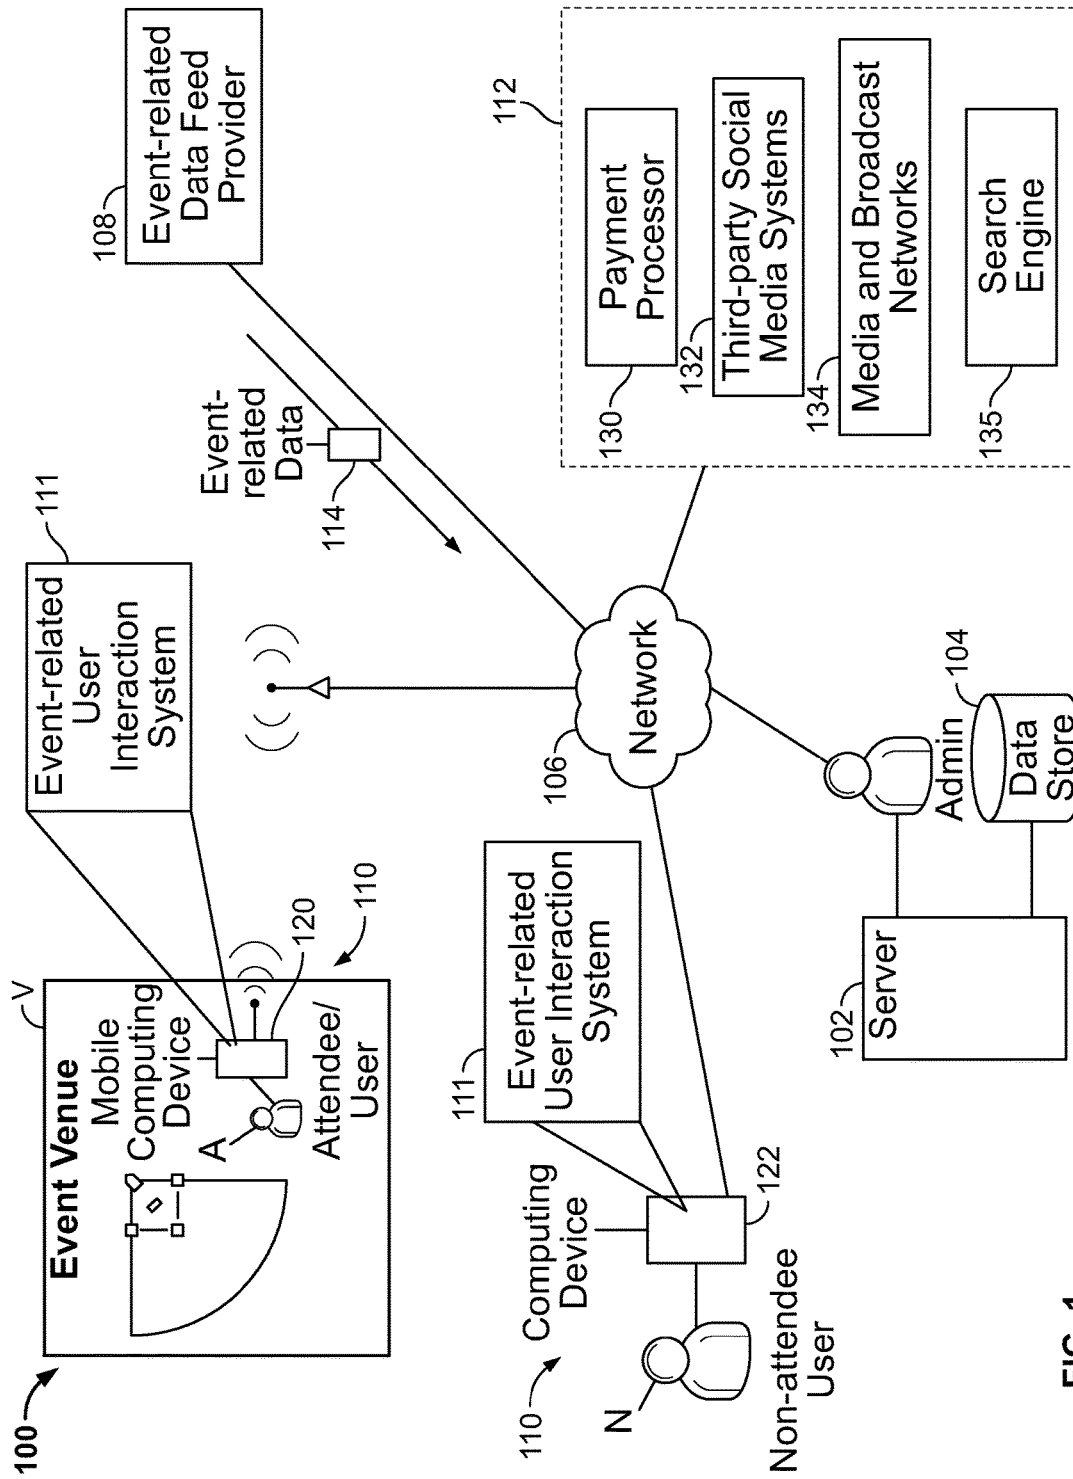 100
Event Venue
V
Mobile
Computing
Device
A
Attendee/
User
120
110
Event-related
User
Interaction
System
111
Event-related
Data Feed
Provider
108
Event-
related
Data
114
110
N
Non-attendee
User
Computing
Device
122
111
Event-related
User Interaction
System
106
Network
112
130
Payment
Processor
132
Third-party Social
Media Systems
134
Media and Broadcast
Networks
135
Search
Engine
102
Server
Admin
104
Data
Store
FIG. 1